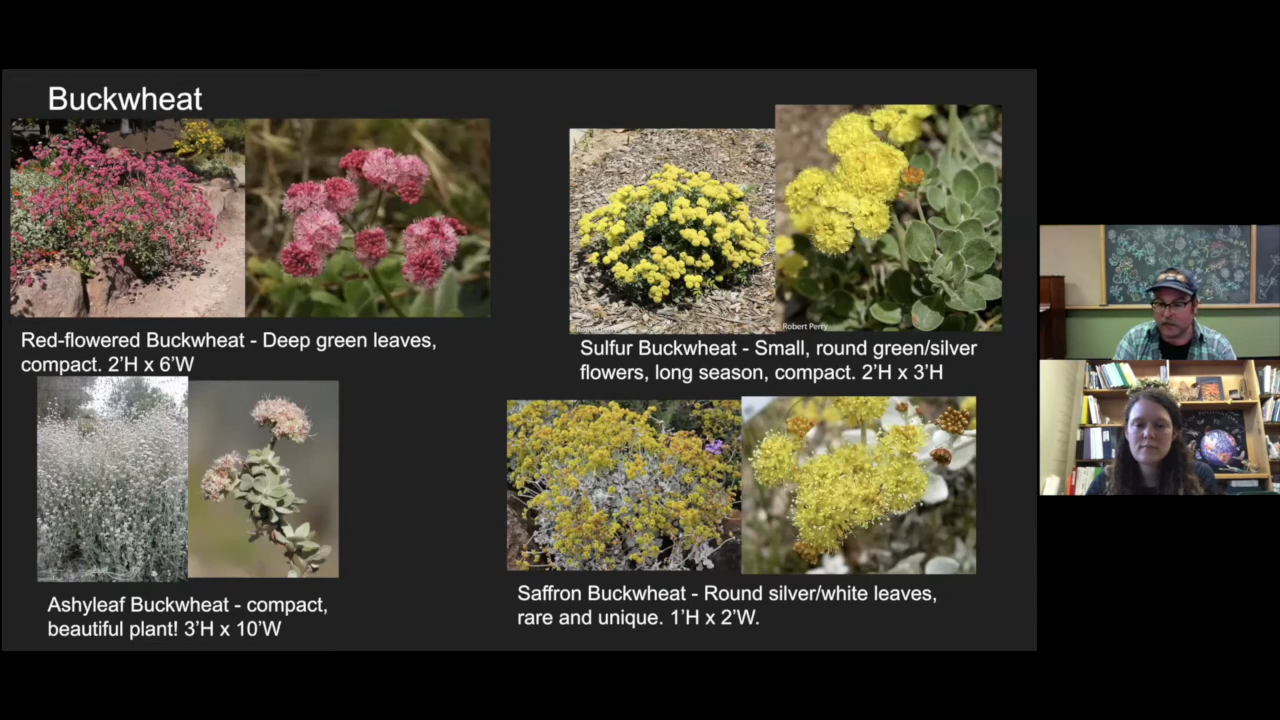 Buckwheat
Red-flowered Buckwheat - Deep green leaves,
compact. 2’H x 6’W
Robert Perry
Robert Perry
Sulfur Buckwheat - Small, round green/silver
flowers, long season, compact. 2’H x 3’H
Ashyleaf Buckwheat - compact,
beautiful plant! 3’H x 10’W
Saffron Buckwheat - Round silver/white leaves,
rare and unique. 1’H x 2’W.